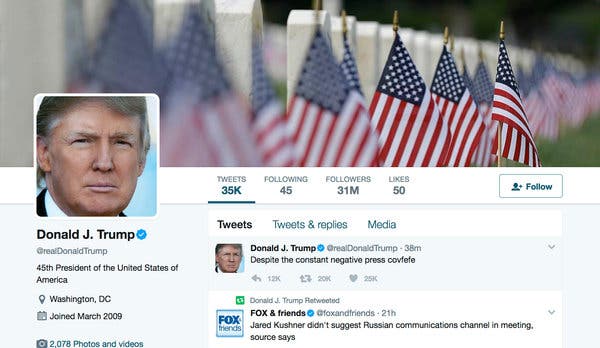 TWEETS FOLLOWING FOLLOWERS LIKES
35K 45 31M 50
Follow
Donald J. Trump
@realDonaldTrump
45th President of the United States of
America
Washington, DC
Joined March 2009
2,078 Photos and videos
Tweets Tweets & replies Media
Donald J. Trump @realDonaldTrump · 38m
Despite the constant negative press covfefe
12K 20K 25K
Donald J. Trump Retweeted
FOX & friends @foxandfriends · 21h
FOX
friends
Jared Kushner didn't suggest Russian communications channel in meeting,
source says